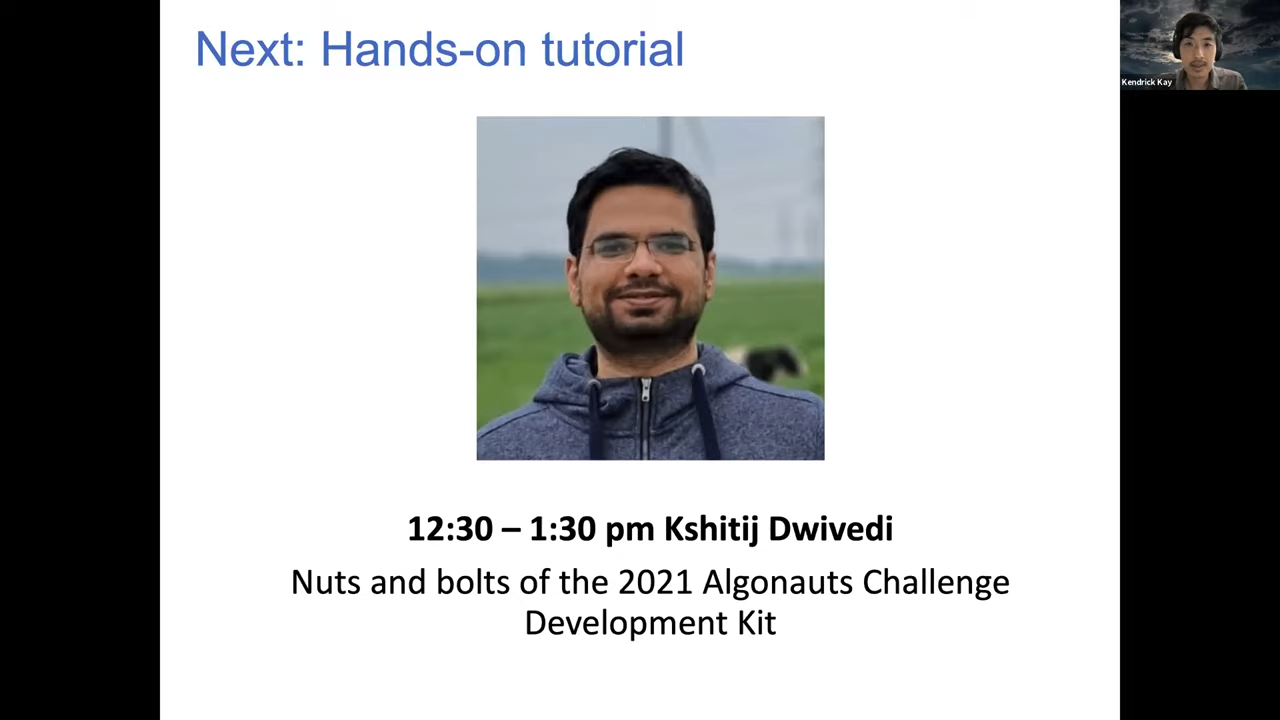 Next: Hands-on tutorial
Kendrick Kay
12:30 – 1:30 pm Kshitij Dwivedi
Nuts and bolts of the 2021 Algonauts Challenge
Development Kit